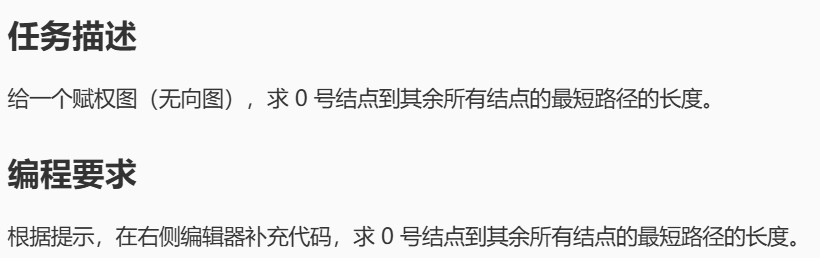 任务描述
给一个赋权图（无向图），求 0 号结点到其余所有结点的最短路径的长度。
编程要求
根据提示，在右侧编辑器补充代码，求 0 号结点到其余所有结点的最短路径的长度。